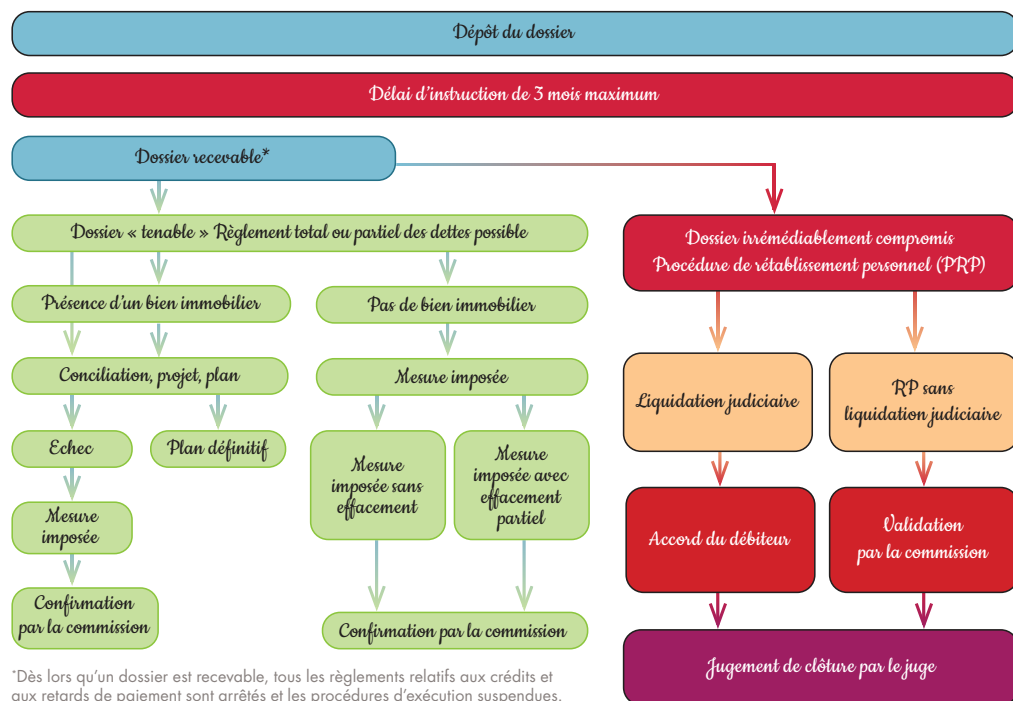 Dépôt du dossier
Délai d'instruction de 3 mois maximum
Dossier recevable*
Dossier « tenable » Règlement total ou partiel des dettes possible
Présence d'un bien immobilier
Pas de bien immobilier
Conciliation, projet, plan
Mesure imposée
Echec
Plan définitif
Mesure
imposée sans
effacement
Mesure
imposée avec
effacement
partiel
Mesure
imposée
Confirmation
par la commission
Confirmation par la commission
Dossier irrémédiablement compromis
Procédure de rétablissement personnel (PRP)
Liquidation judiciaire
RP sans
liquidation judiciaire
Accord du débiteur
Validation
par la commission
Jugement de clôture par le juge
*Dès lors qu'un dossier est recevable, tous les règlements relatifs aux crédits et
aux retards de paiement sont arrêtés et les procédures d'exécution suspendues.